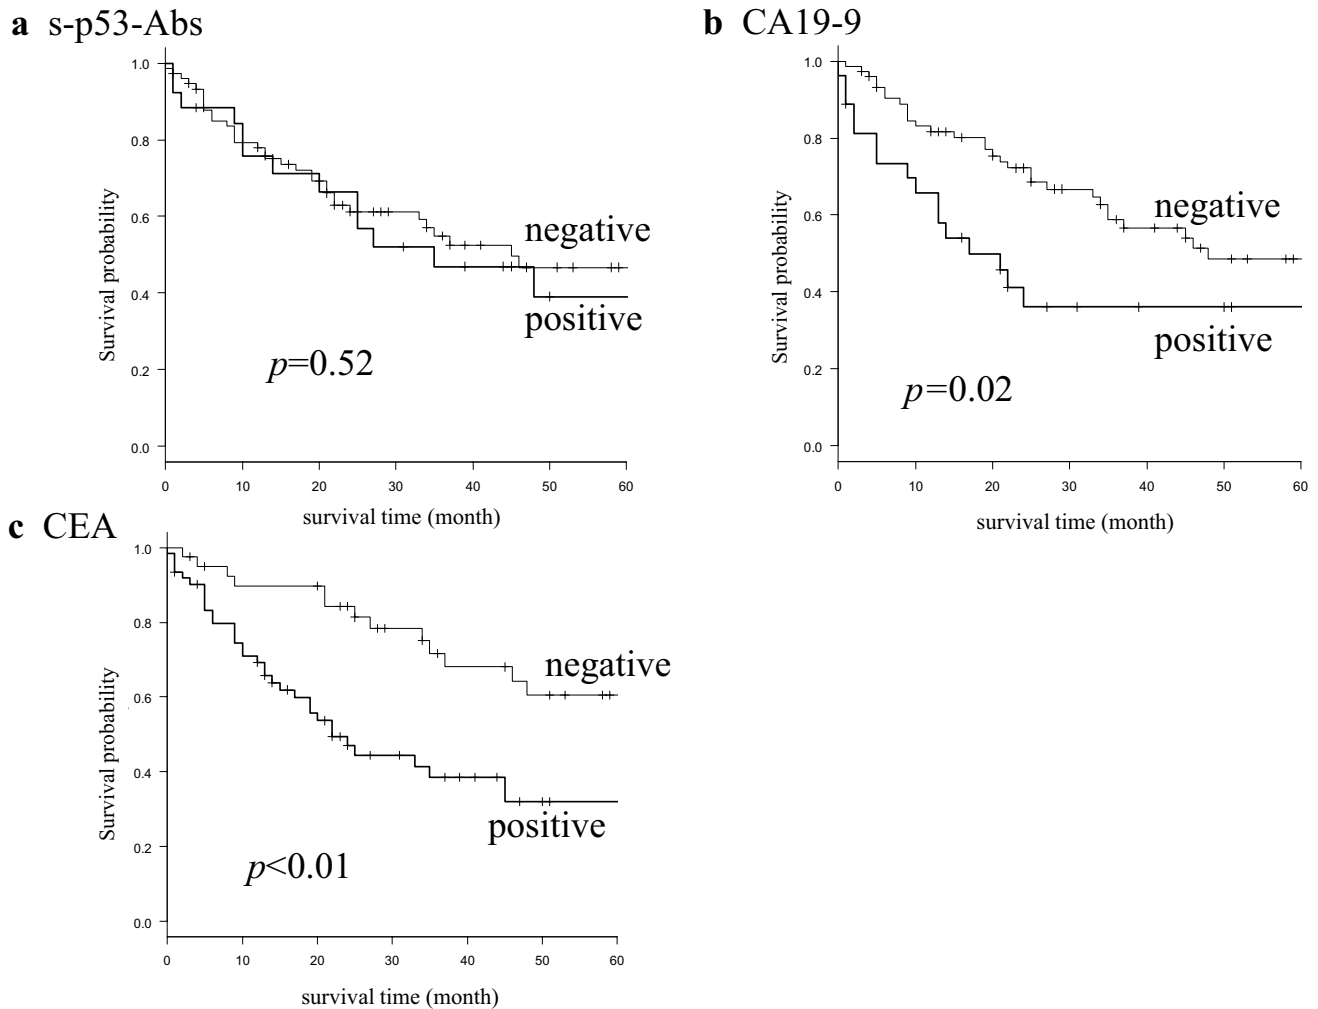 a s-p53-Abs
1.0
0.8
0.6
0.4
0.2
0.0
Survival probability
negative
positive
p=0.52
0 10 20 30 40 50 60
survival time (month)
b CA19-9
1.0
0.8
0.6
0.4
0.2
0.0
Survival probability
negative
positive
p=0.02
0 10 20 30 40 50 60
survival time (month)
c CEA
1.0
0.8
0.6
0.4
0.2
0.0
Survival probability
negative
positive
p<0.01
0 10 20 30 40 50 60
survival time (month)